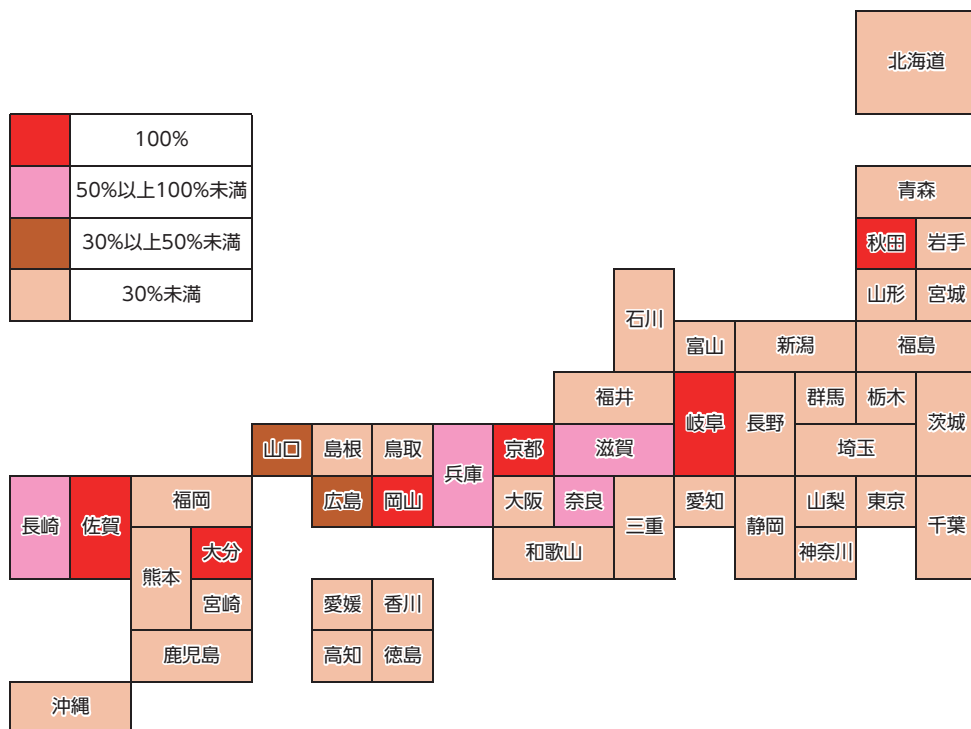 北海道
100%
50%以上100%未満
30%以上50%未満
30%未満
青森
秋田 岩手
山形 宮城
石川
富山 新潟 福島
福井 岐阜 長野 群馬 栃木 茨城
山口 島根 鳥取 兵庫 京都 滋賀 埼玉
長崎 佐賀 福岡 広島 岡山 大阪 奈良 三重 愛知 静岡 山梨 東京 千葉
熊本 大分 和歌山 神奈川
宮崎 愛媛 香川
鹿児島 高知 徳島
沖縄